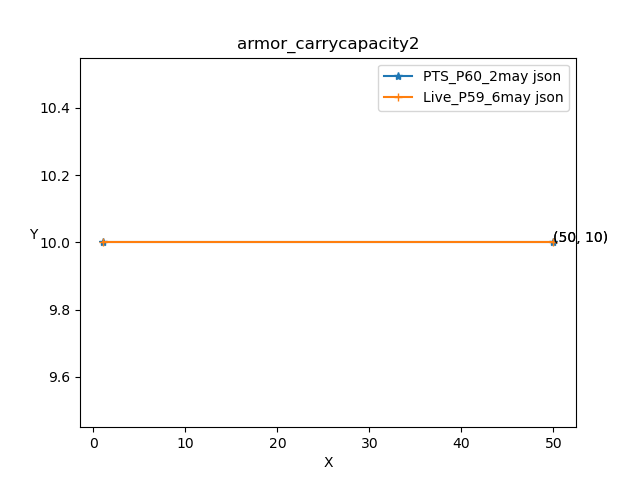 armor_carrycapacity2
PTS_P60_2may json
Live_P59_6may json
10.4
10.2
10.0
9.8
9.6
Y
(50, 10)
0 10 20 30 40 50
X